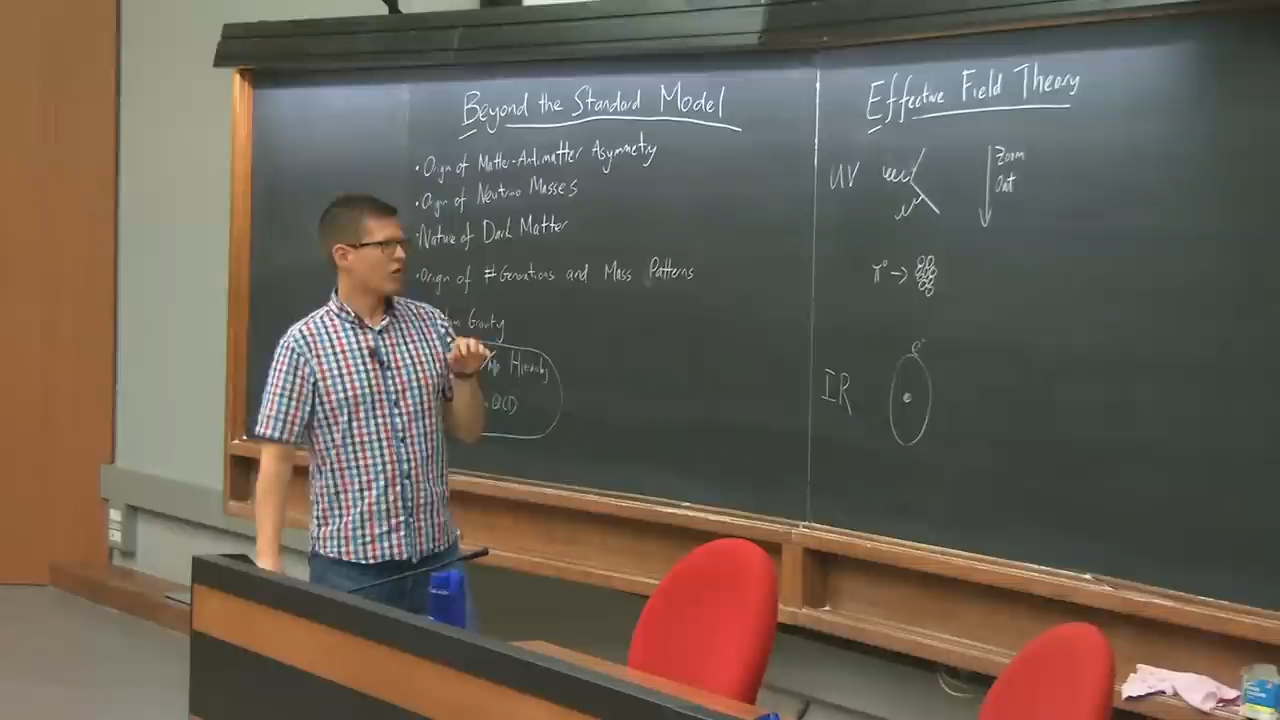 Beyond the Standard Model
· Origin of Matter-Antimatter Asymmetry
· Origin of Neutrino Masses
· Nature of Dark Matter
· Origin of # Generations and Mass Patterns
Gravity
Hierarchy
QCD
Effective Field Theory
UV
Zoom
Out
π° →
IR
e⁻